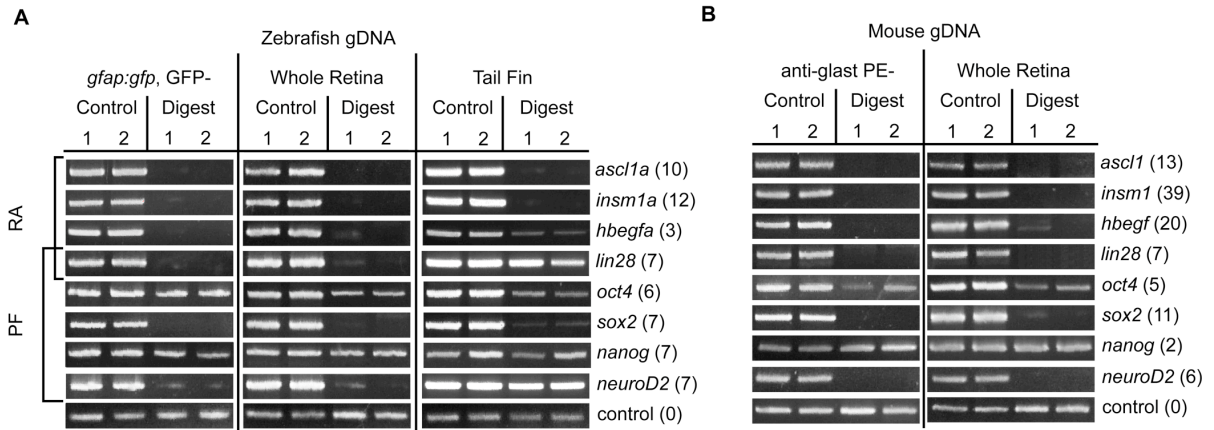 A
Zebrafish gDNA
gfap:gfp, GFP- Whole Retina Tail Fin
Control Digest Control Digest Control Digest
1 2 1 2 1 2 1 2 1 2 1 2
RA
PF
ascl1a (10)
insm1a (12)
hbegfa (3)
lin28 (7)
oct4 (6)
sox2 (7)
nanog (7)
neuroD2 (7)
control (0)
B
Mouse gDNA
anti-glast PE- Whole Retina
Control Digest Control Digest
1 2 1 2 1 2 1 2
ascl1 (13)
insm1 (39)
hbegf (20)
lin28 (7)
oct4 (5)
sox2 (11)
nanog (2)
neuroD2 (6)
control (0)